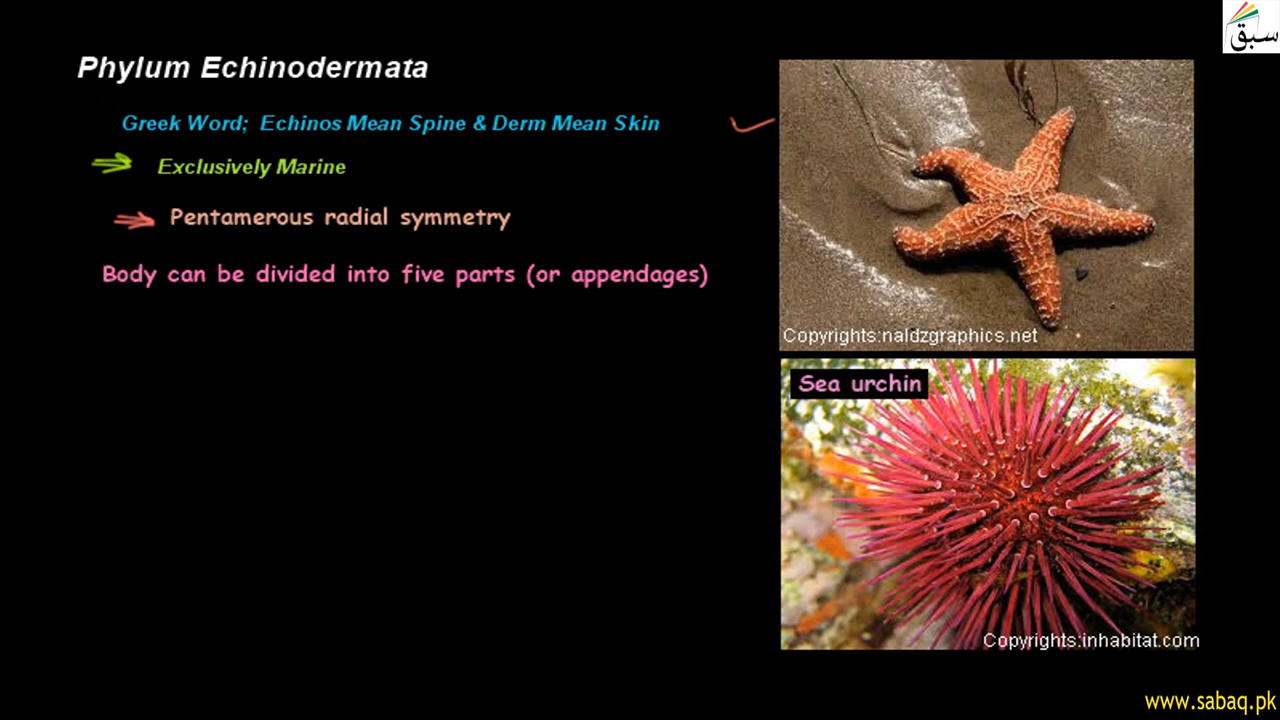 سبق
Phylum Echinodermata
Greek Word; Echinos Mean Spine & Derm Mean Skin
Exclusively Marine
Pentamerous radial symmetry
Body can be divided into five parts (or appendages)
Copyrights:naldzgraphics.net
Sea urchin
Copyrights:inhabitat.com
www.sabaq.pk